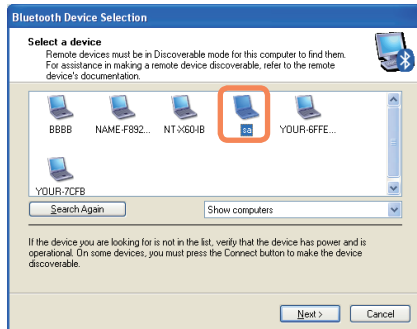 Bluetooth Device Selection
Select a device
Remote devices must be in Discoverable mode for this computer to find them.
For assistance in making a remote device discoverable, refer to the remote
device's documentation.
BBBB NAME-F892... NT-X60-IB sa YOUR-6FFE...
YOUR-7CFB
Search Again Show computers
If the device you are looking for is not in the list, verify that the device has power and is
operational. On some devices, you must press the Connect button to make the device
discoverable.
Next > Cancel